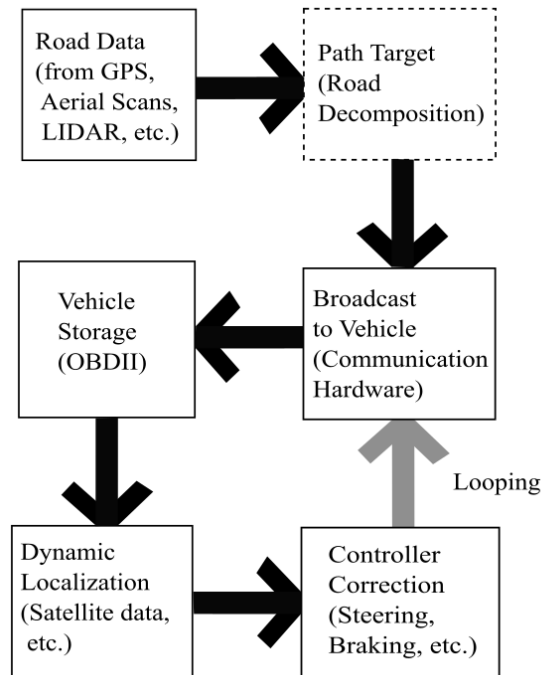 Road Data
(from GPS,
Aerial Scans,
LIDAR, etc.)
Path Target
(Road
Decomposition)
Vehicle
Storage
(OBDII)
Broadcast
to Vehicle
(Communication
Hardware)
Looping
Dynamic
Localization
(Satellite data,
etc.)
Controller
Correction
(Steering,
Braking, etc.)